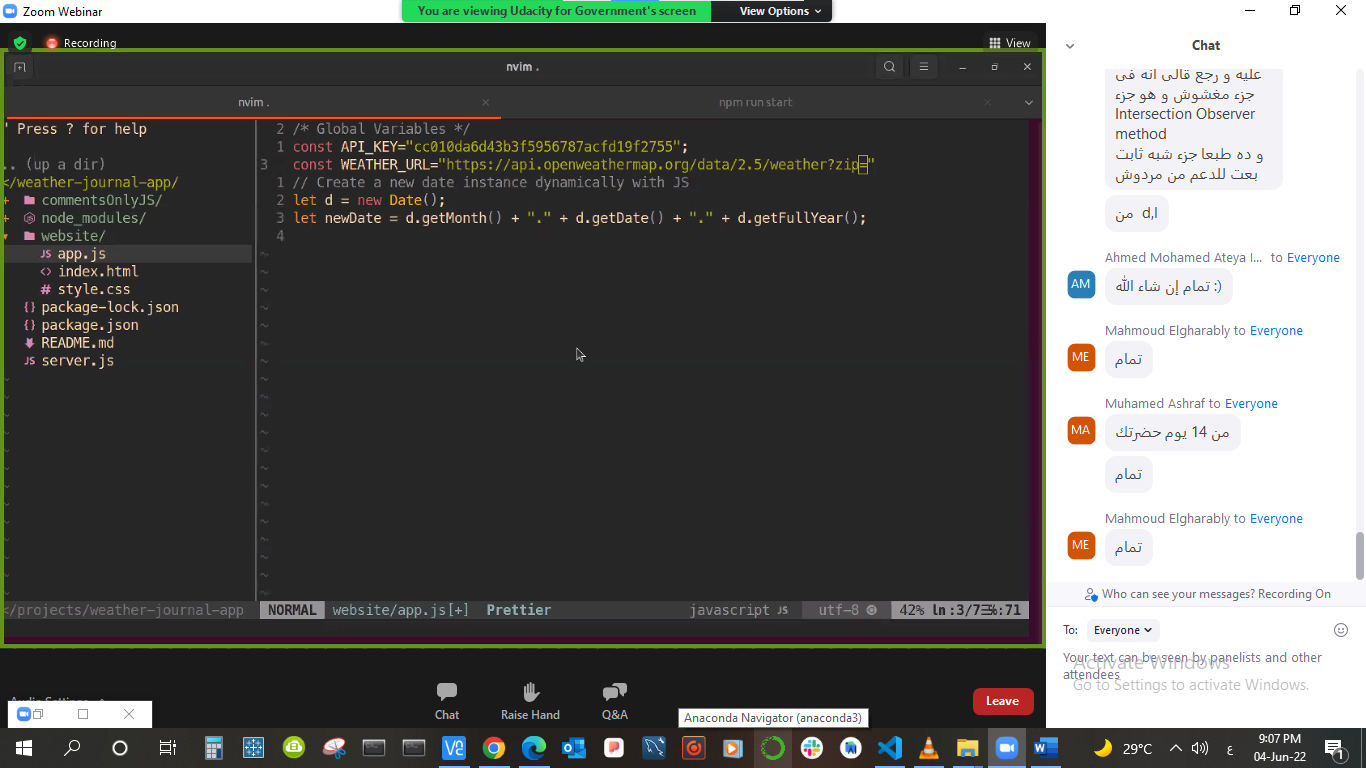 Zoom Webinar
You are viewing Udacity for Government's screen
View Options
Recording
View
nvim .
nvim .
npm run start
" Press ? for help
.. (up a dir)
</weather-journal-app/
+ commentsOnlyJS/
+ node_modules/
website/
JS app.js
<> index.html
# style.css
{} package-lock.json
{} package.json
README.md
JS server.js
2 /* Global Variables */
1 const API_KEY="cc010da6d43b3f5956787acfd19f2755";
3 const WEATHER_URL="https://api.openweathermap.org/data/2.5/weather?zip="
1 // Create a new date instance dynamically with JS
2 let d = new Date();
3 let newDate = d.getMonth() + "." + d.getDate() + "." + d.getFullYear();
4
</projects/weather-journal-app
NORMAL website/app.js[+] Prettier
javascript JS utf-8 42% ln:3/7
:71
Chat
Raise Hand
Q&A
Leave
Anaconda Navigator (anaconda3)
Chat
عليه و رجع قالى انه فى
جزء مغشوش و هو جزء
Intersection Observer
method
و ده طبعا جزء شبه ثابت
بعت للدعم من مردوش
من d,ا
Ahmed Mohamed Ateya I... to Everyone
AM
تمام إن شاء الله :)
Mahmoud Elgharably to Everyone
ME
تمام
Muhamed Ashraf to Everyone
MA
من 14 يوم حضرتك
تمام
Mahmoud Elgharably to Everyone
ME
تمام
Who can see your messages? Recording On
To: Everyone
Your text can be seen by panelists and other
attendees
Activate Windows
Go to Settings to activate Windows.
29°C
ع
9:07 PM
04-Jun-22
1